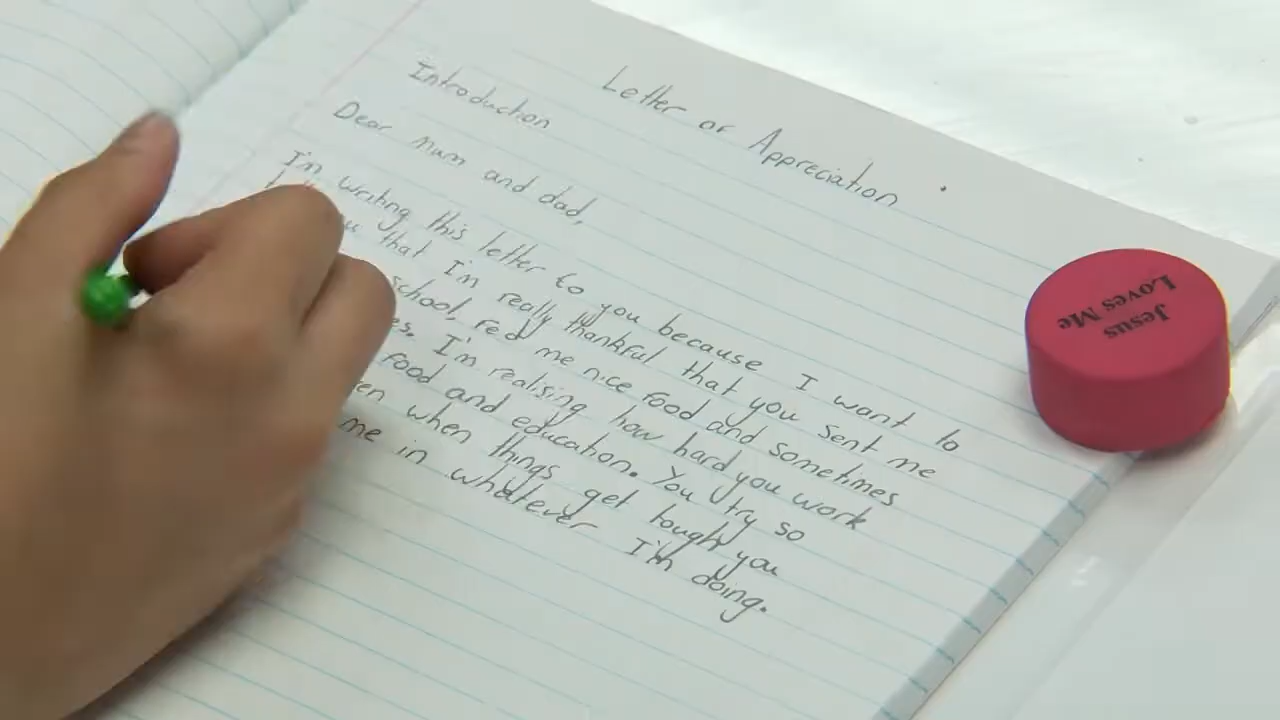 Letter of Appreciation
Introduction
Dear mum and dad,
I'm writing this letter to you because I want to
that I'm really thankful that you sent me
school, fed me nice food and sometimes
I'm realising how hard you work
food and education. You try so
when things get tough you
me in whatever I'm doing.
Jesus
Loves Me